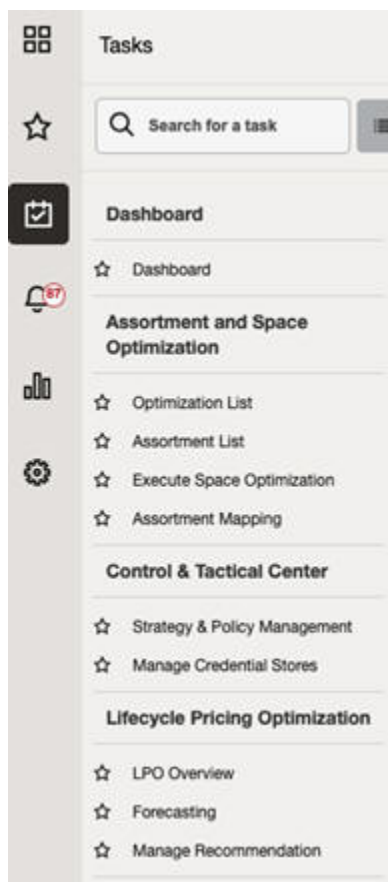 Tasks
Search for a task
Dashboard
Dashboard
87
Assortment and Space
Optimization
Optimization List
Assortment List
Execute Space Optimization
Assortment Mapping
Control & Tactical Center
Strategy & Policy Management
Manage Credential Stores
Lifecycle Pricing Optimization
LPO Overview
Forecasting
Manage Recommendation